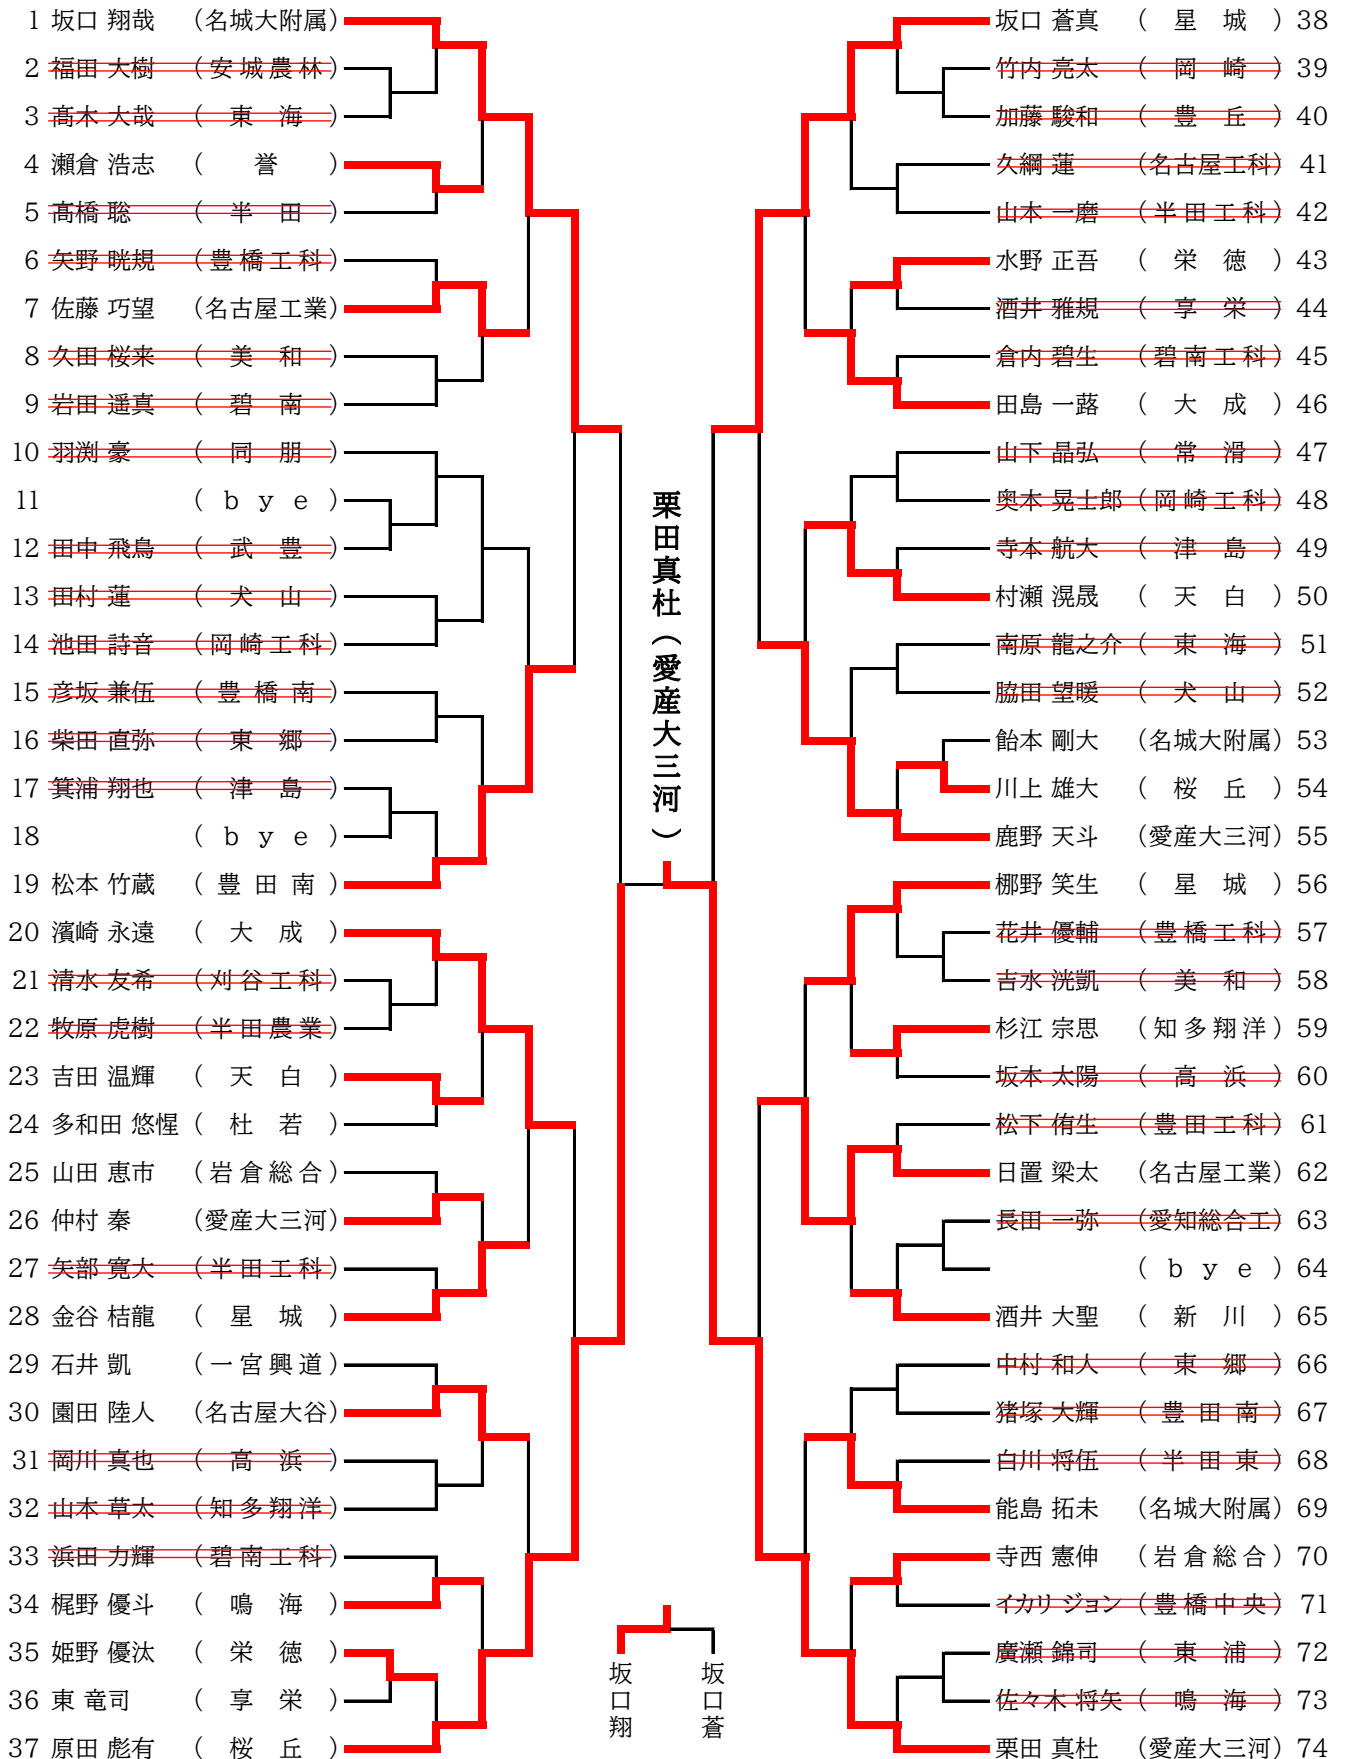 1 坂口 翔哉 （名城大附属）
2 福田 大樹 （安城農林）
3 髙木 大哉 （東海）
4 瀨倉 浩志 （誉）
5 髙橋 聡 （半田）
6 矢野 晄規 （豊橋工科）
7 佐藤 巧望 （名古屋工業）
8 久田 桜来 （美和）
9 岩田 遥真 （碧南）
10 羽渕 豪 （同朋）
11 （bye）
12 田中 飛鳥 （武豊）
13 田村 蓮 （犬山）
14 池田 詩音 （岡崎工科）
15 彦坂 兼伍 （豊橋南）
16 柴田 直弥 （東郷）
17 箕浦 翔也 （津島）
18 （bye）
19 松本 竹蔵 （豊田南）
20 濱崎 永遠 （大成）
21 清水 友希 （刈谷工科）
22 牧原 虎樹 （半田農業）
23 吉田 温輝 （天白）
24 多和田 悠惺 （杜若）
25 山田 恵市 （岩倉総合）
26 仲村 秦 （愛産大三河）
27 矢部 寛大 （半田工科）
28 金谷 桔龍 （星城）
29 石井 凱 （一宮興道）
30 園田 陸人 （名古屋大谷）
31 岡川 真也 （高浜）
32 山本 草太 （知多翔洋）
33 浜田 力輝 （碧南工科）
34 梶野 優斗 （鳴海）
35 姫野 優汰 （栄徳）
36 東 竜司 （享栄）
37 原田 彪有 （桜丘）
栗田真杜（愛産大三河）
坂口翔
坂口蒼
坂口 蒼真 （星城） 38
竹内 亮太 （岡崎） 39
加藤 駿和 （豊丘） 40
久綱 蓮 （名古屋工科） 41
山本 一磨 （半田工科） 42
水野 正吾 （栄徳） 43
酒井 雅規 （享栄） 44
倉内 碧生 （碧南工科） 45
田島 一蕗 （大成） 46
山下 晶弘 （常滑） 47
奥本 晃士郎 （岡崎工科） 48
寺本 航大 （津島） 49
村瀬 滉晟 （天白） 50
南原 龍之介 （東海） 51
脇田 望暖 （犬山） 52
飴本 剛大 （名城大附属） 53
川上 雄大 （桜丘） 54
鹿野 天斗 （愛産大三河） 55
梛野 笑生 （星城） 56
花井 優輔 （豊橋工科） 57
吉水 洸凱 （美和） 58
杉江 宗思 （知多翔洋） 59
坂本 太陽 （高浜） 60
松下 侑生 （豊田工科） 61
日置 梁太 （名古屋工業） 62
長田 一弥 （愛知総合工） 63
（bye） 64
酒井 大聖 （新川） 65
中村 和人 （東郷） 66
猪塚 大輝 （豊田南） 67
白川 将伍 （半田東） 68
能島 拓未 （名城大附属） 69
寺西 憲伸 （岩倉総合） 70
イカリ ジョン （豊橋中央） 71
廣瀬 錦司 （東浦） 72
佐々木 将矢 （鳴海） 73
栗田 真杜 （愛産大三河） 74